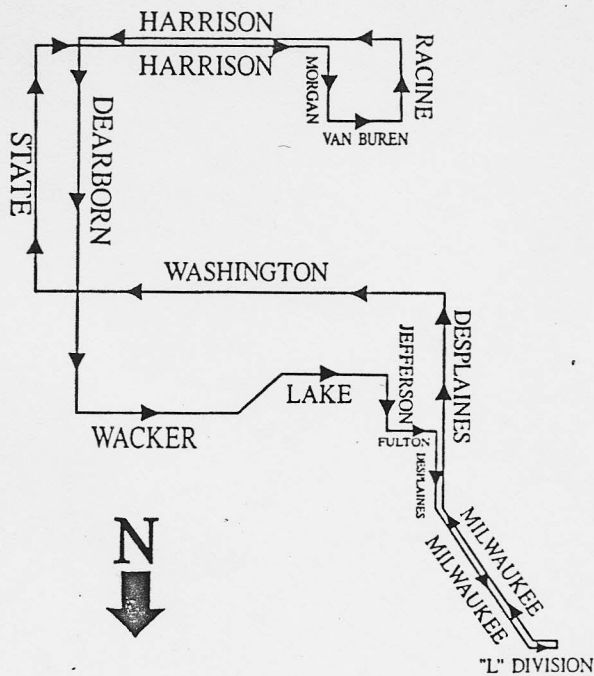 HARRISON
HARRISON
RACINE
MORGAN
VAN BUREN
STATE
DEARBORN
WASHINGTON
DESPLAINES
JEFFERSON
LAKE
WACKER
FULTON
DESPLAINES
N
MILWAUKEE
MILWAUKEE
"L" DIVISION